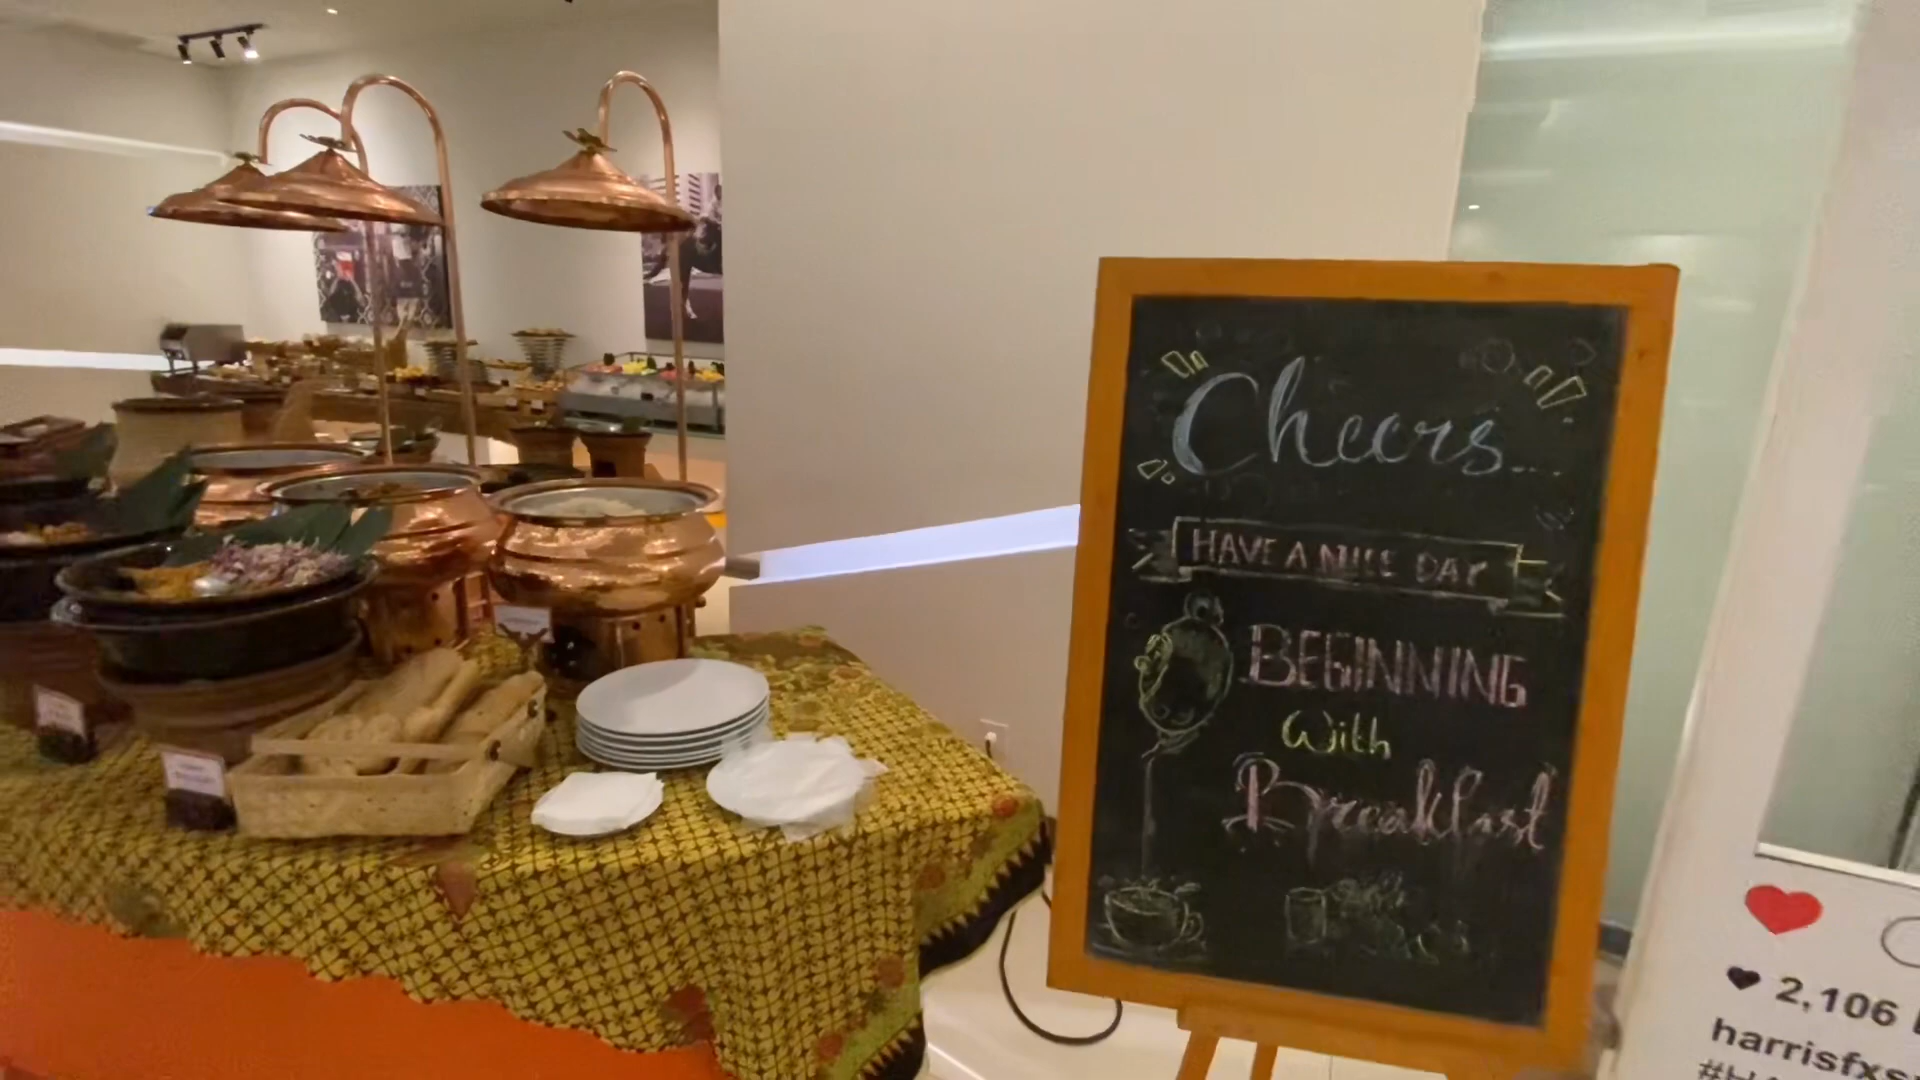 Cheers...
HAVE A NICE DAY
BEGINNING
With
Breakfast
2,106
harrisfxs